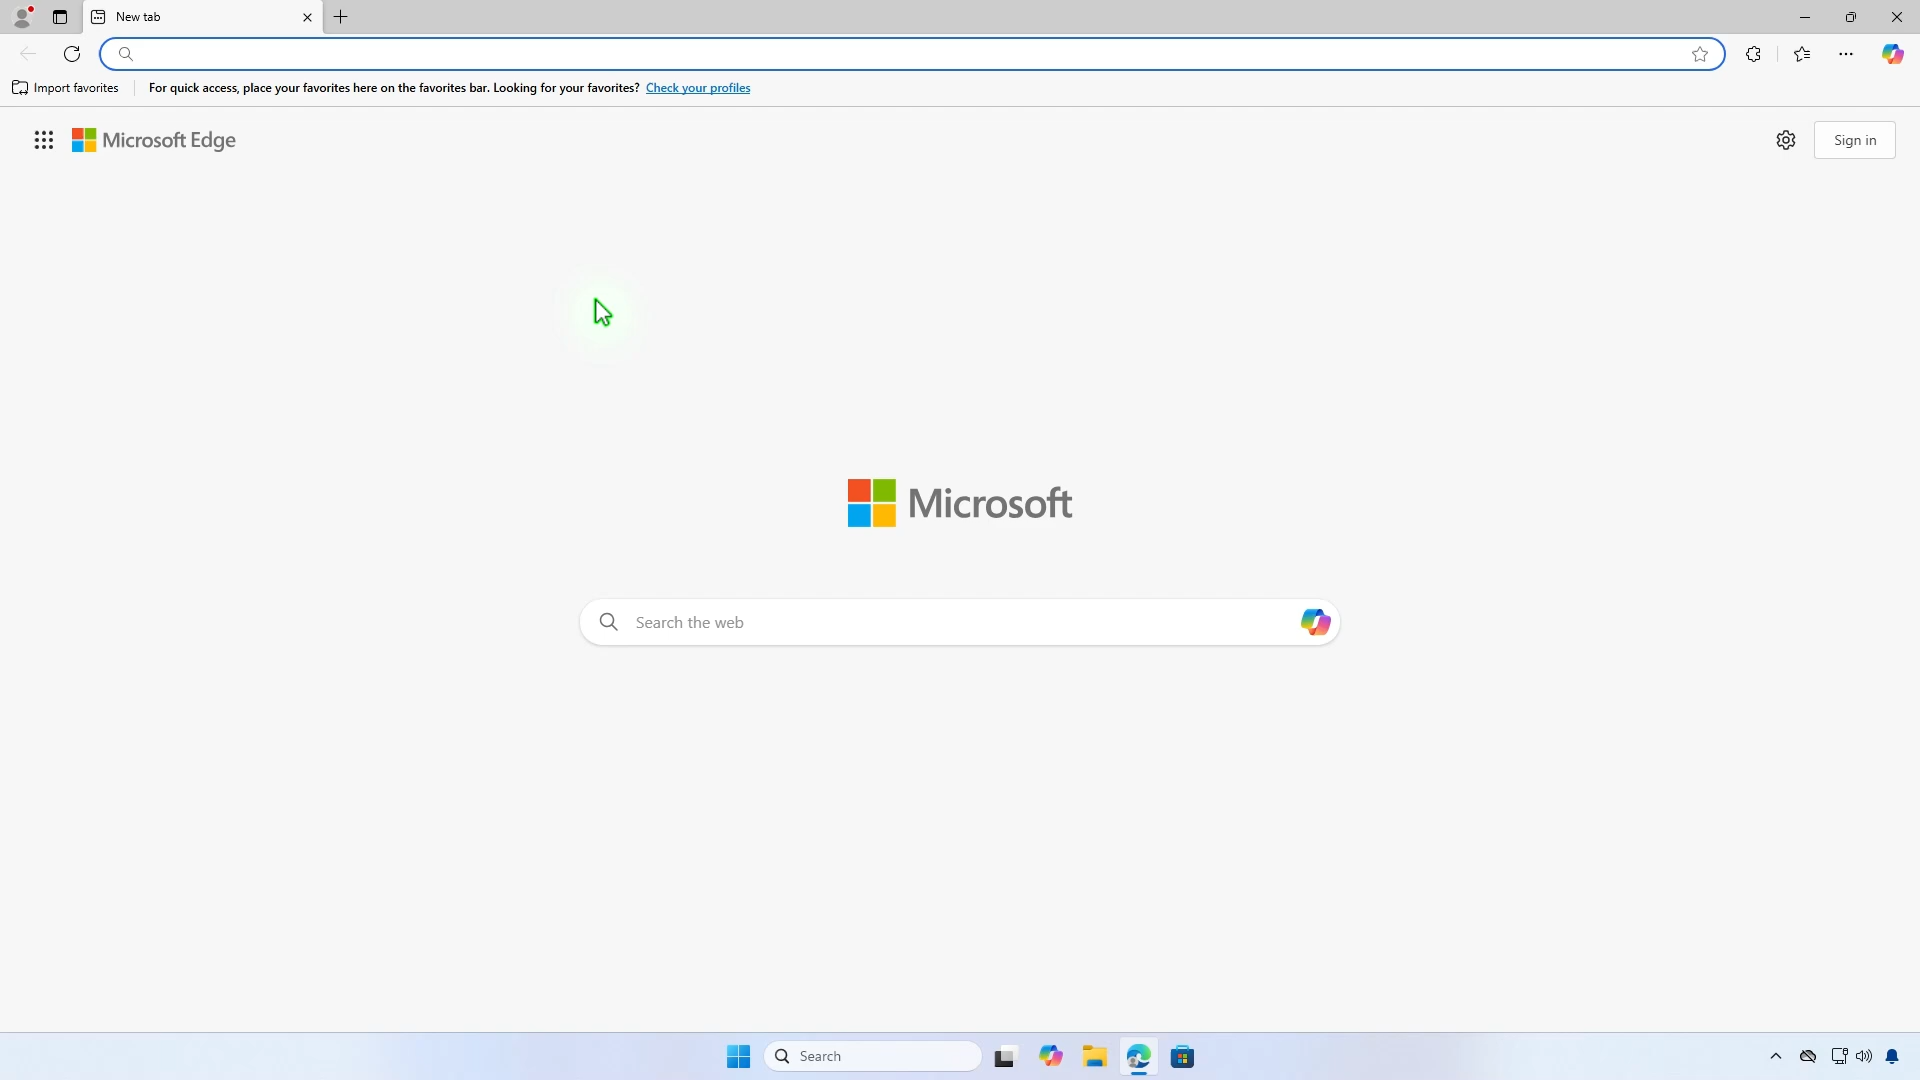 New tab
Import favorites
For quick access, place your favorites here on the favorites bar. Looking for your favorites? Check your profiles
Microsoft Edge
Sign in
Microsoft
Search the web
Search